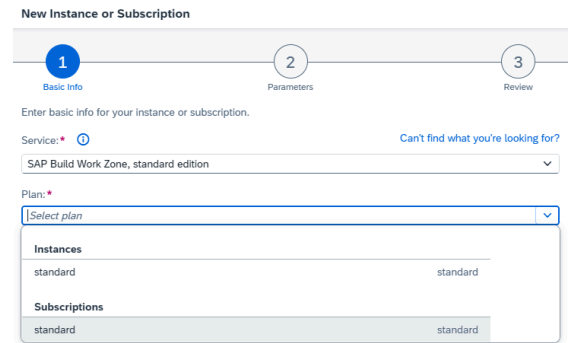 New Instance or Subscription
1 2 3
Basic Info Parameters Review
Enter basic info for your instance or subscription.
Service:* Can't find what you're looking for?
SAP Build Work Zone, standard edition
Plan:*
Select plan
Instances
standard standard
Subscriptions
standard standard